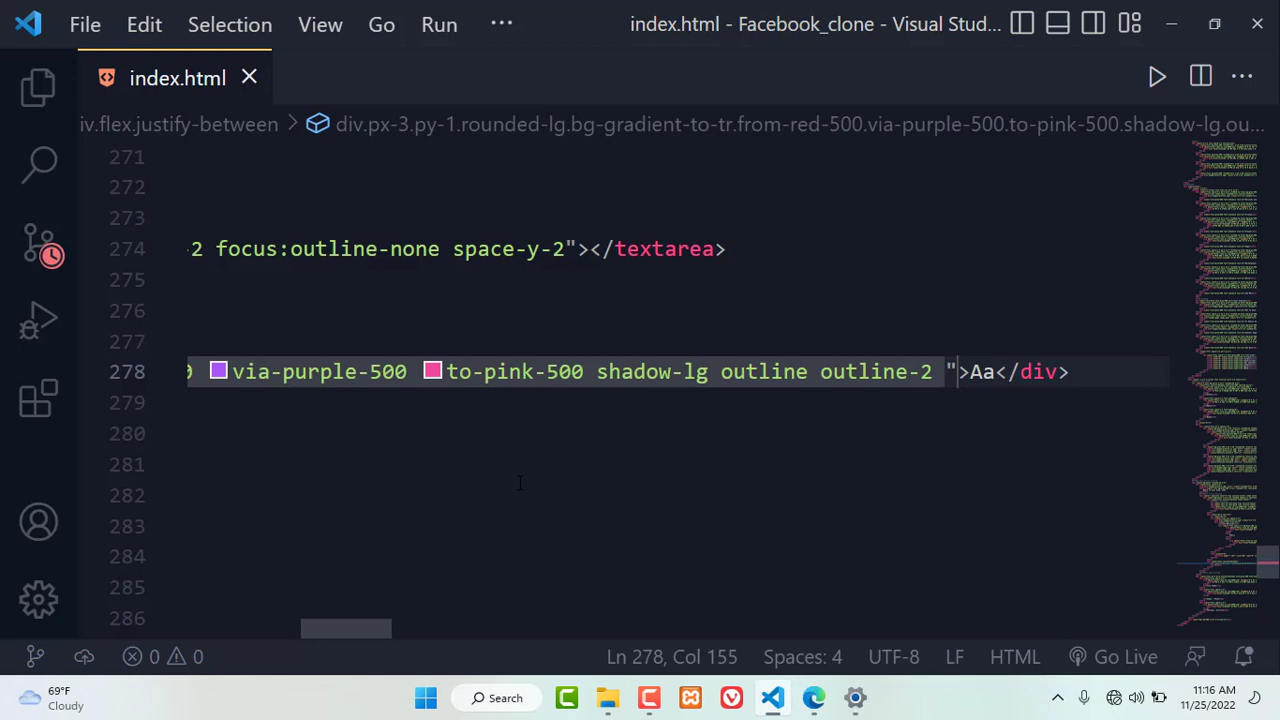 File Edit Selection View Go Run ··· index.html - Facebook_clone - Visual Stud...
index.html
iv.flex.justify-between > div.px-3.py-1.rounded-lg.bg-gradient-to-tr.from-red-500.via-purple-500.to-pink-500.shadow-lg.ou...
271
272
273
274 2 focus:outline-none space-y-2"></textarea>
275
276
277
278 via-purple-500 to-pink-500 shadow-lg outline outline-2 ">Aa</div>
279
280
281
282
283
284
285
286
0 0 Ln 278, Col 155 Spaces: 4 UTF-8 LF HTML Go Live
69°F
Cloudy
Search
11:16 AM
11/25/2022